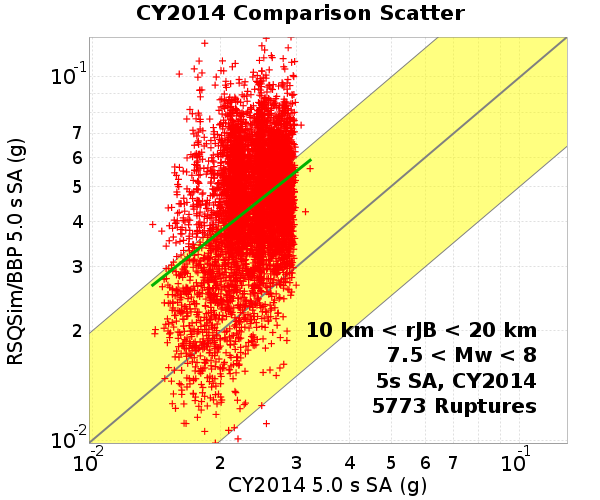 CY2014 Comparison Scatter
RSQSim/BBP 5.0 s SA (g)
10⁻¹
7
6
5
4
3
2
10⁻²
10 km < rJB < 20 km
7.5 < Mw < 8
5s SA, CY2014
5773 Ruptures
10⁻² 2 3 4 5 6 7 10⁻¹
CY2014 5.0 s SA (g)